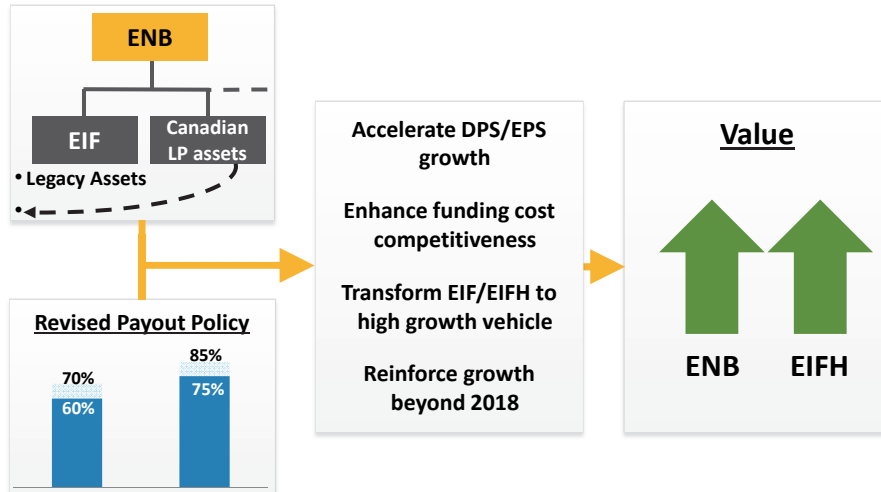 ENB
EIF
Canadian
LP assets
• Legacy Assets
•
Revised Payout Policy
70%
60%
85%
75%
Accelerate DPS/EPS
growth
Enhance funding cost
competitiveness
Transform EIF/EIFH to
high growth vehicle
Reinforce growth
beyond 2018
Value
ENB
EIFH